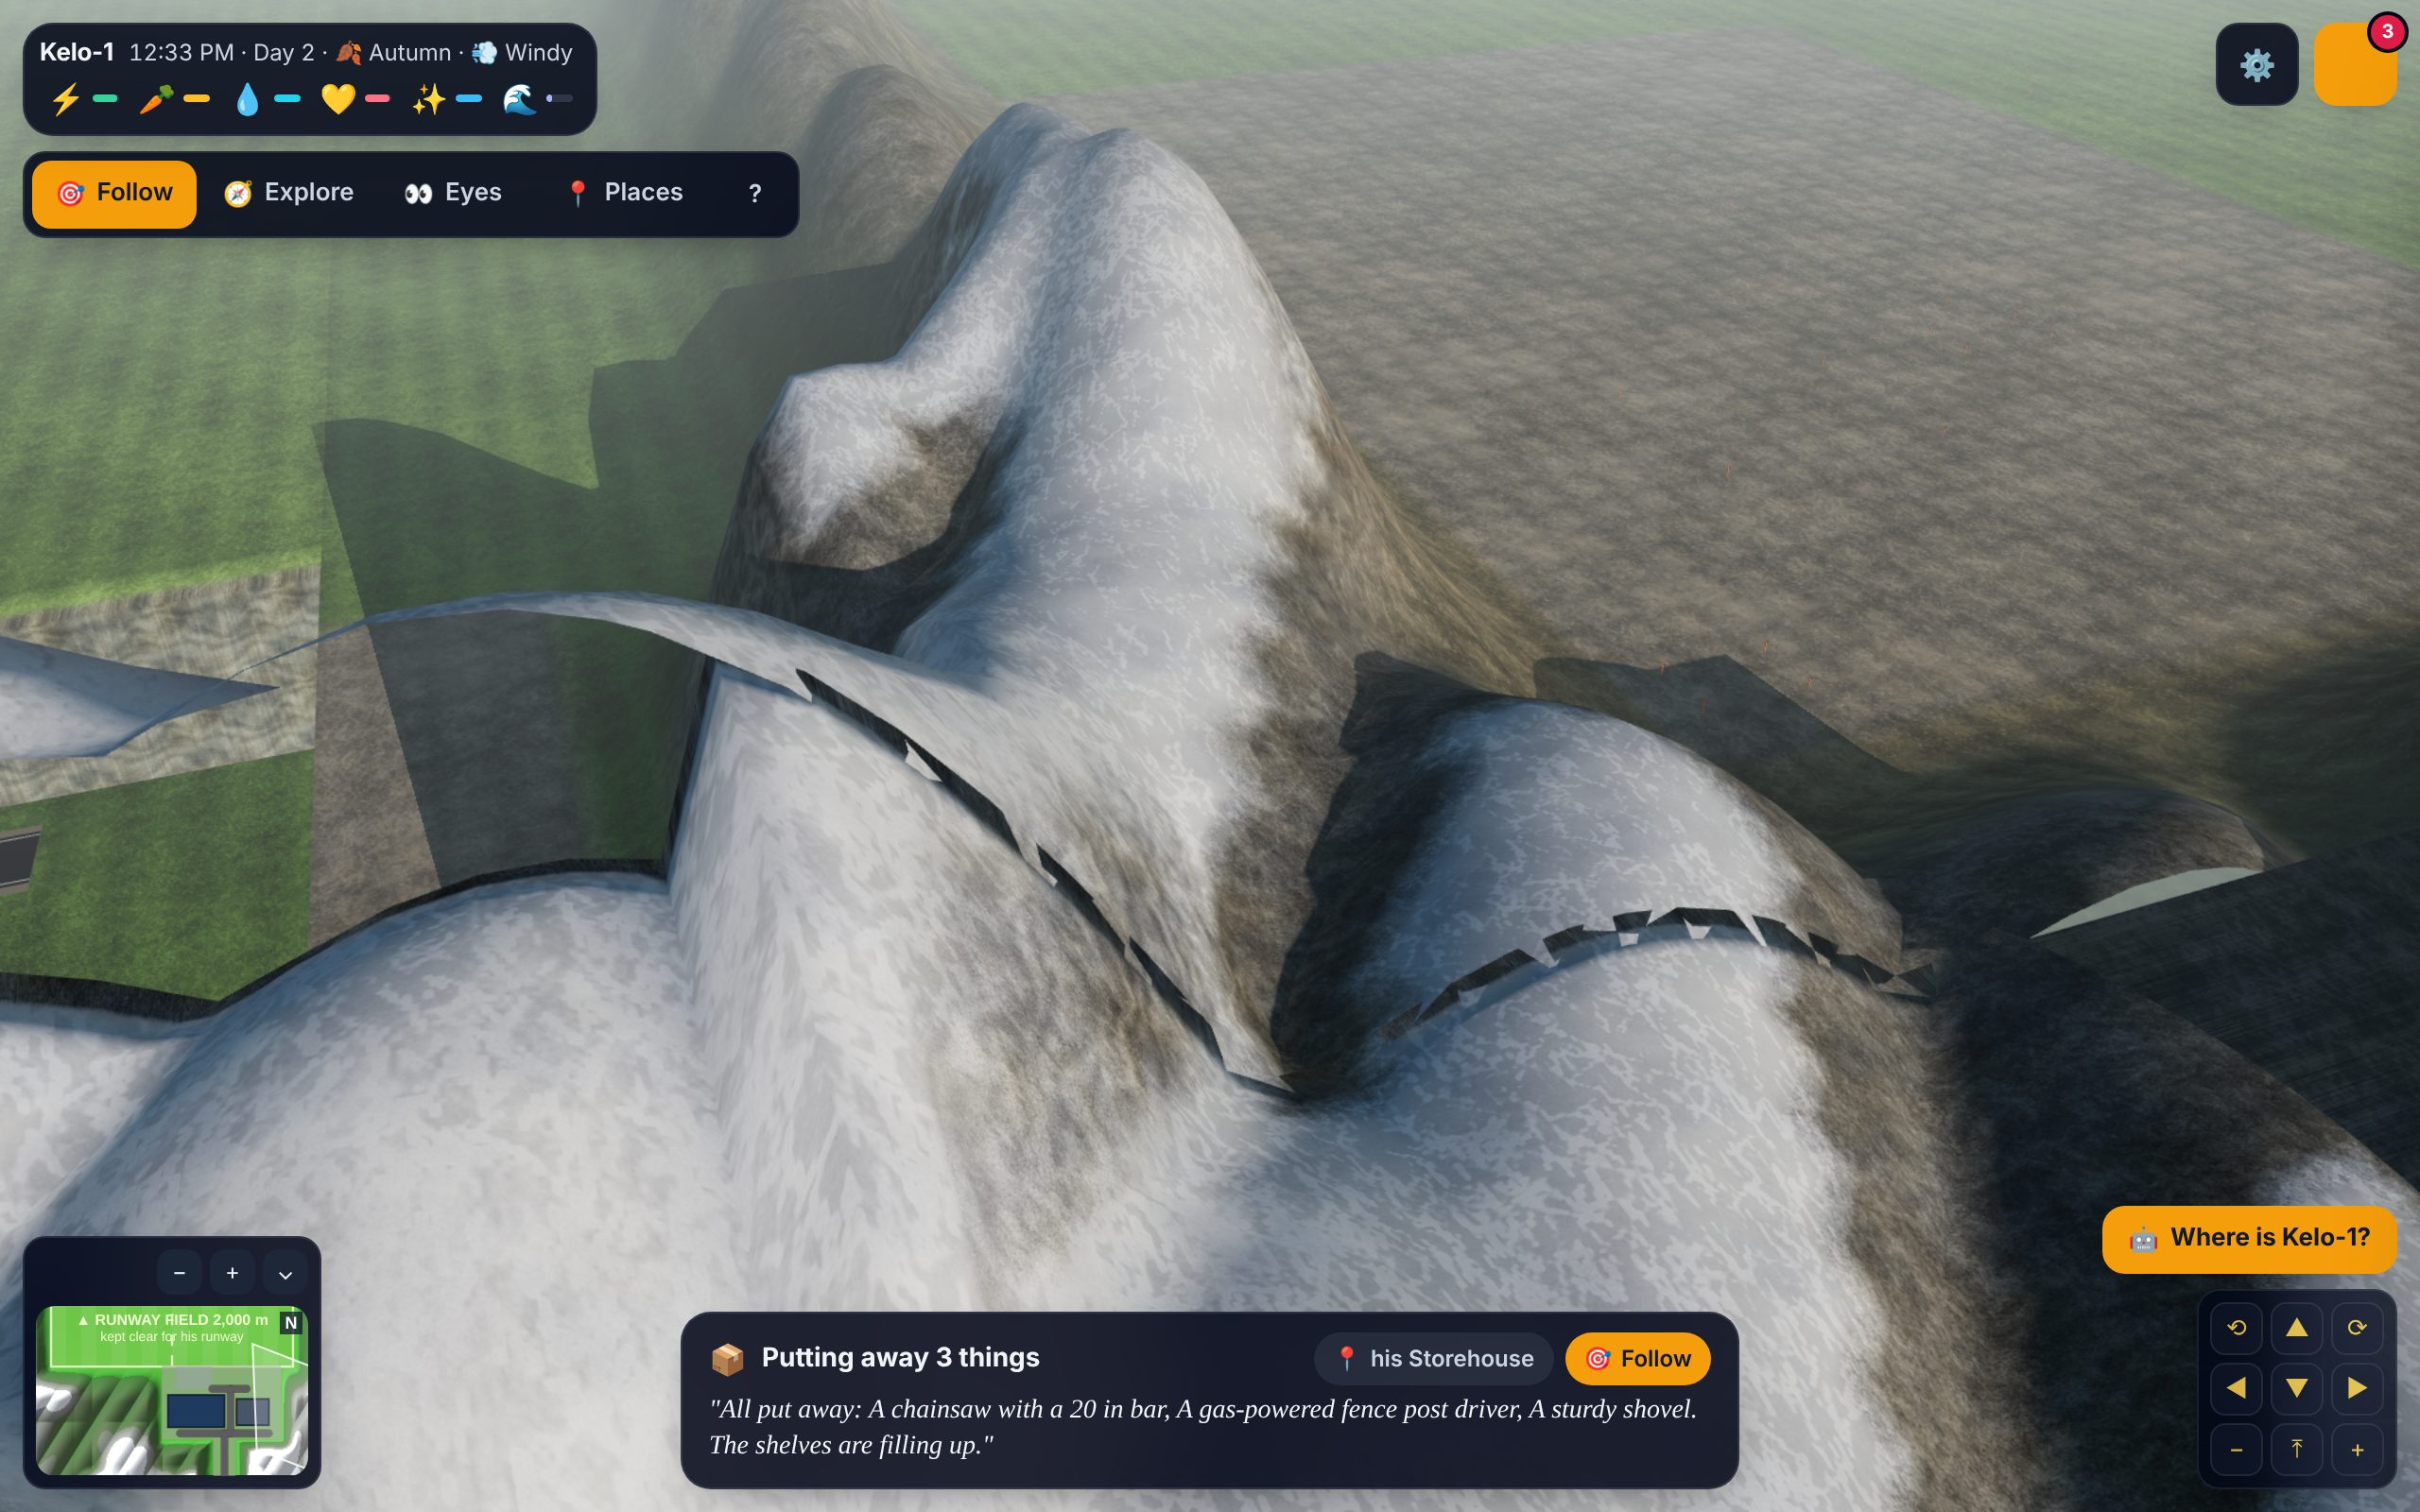 Kelo-1 12:33 PM · Day 2 · 🍂 Autumn · 💨 Windy
3
Follow
Explore
Eyes
Places
?
▲ RUNWAY FIELD 2,000 m
N
kept clear for his runway
Putting away 3 things
his Storehouse
Follow
"All put away: A chainsaw with a 20 in bar, A gas-powered fence post driver, A sturdy shovel.
The shelves are filling up."
Where is Kelo-1?